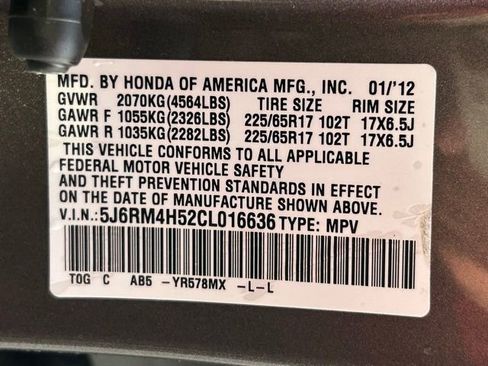 MFD. BY HONDA OF AMERICA MFG., INC. 01/'12
GVWR 2070KG(4564LBS) TIRE SIZE RIM SIZE
GAWR F 1055KG(2326LBS) 225/65R17 102T 17X6.5J
GAWR R 1035KG(2282LBS) 225/65R17 102T 17X6.5J
THIS VEHICLE CONFORMS TO ALL APPLICABLE
FEDERAL MOTOR VEHICLE SAFETY
AND THEFT PREVENTION STANDARDS IN EFFECT
ON THE DATE OF MANUFACTURE SHOWN ABOVE.
V.I.N.: 5J6RM4H52CL016636 TYPE: MPV
TOG C AB5 -YR578MX -L-L